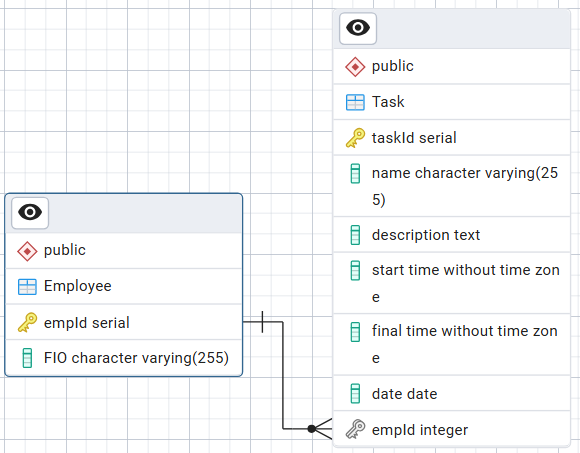 public
Task
taskId serial
name character varying(25
5)
description text
start time without time zon
e
final time without time zon
e
date date
empId integer
public
Employee
empId serial
FIO character varying(255)